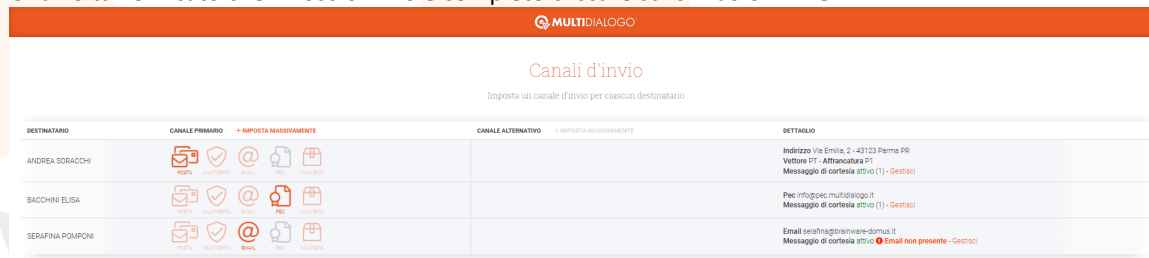 MULTIDIALOGO
Canali d'invio
Imposta un canale d'invio per ciascun destinatario
DESTINATARIO CANALE PRIMARIO + IMPOSTA MASSIVAMENTE CANALE ALTERNATIVO + IMPOSTA MASSIVAMENTE DETTAGLIO
ANDREA SORACCHI
POSTA MULTICERTA EMAIL PEC MULTIBOX
Indirizzo Via Emilia, 2 - 43123 Parma PR
Vettore PT - Affrancatura P1
Messaggio di cortesia attivo (1) - Gestisci
BACCHINI ELISA
POSTA MULTICERTA EMAIL PEC MULTIBOX
Pec info@pec.multidialogo.it
Messaggio di cortesia attivo (1) - Gestisci
SERAFINA POMPONI
POSTA MULTICERTA EMAIL PEC MULTIBOX
Email serafina@brainware-domus.it
Messaggio di cortesia attivo Email non presente - Gestisci